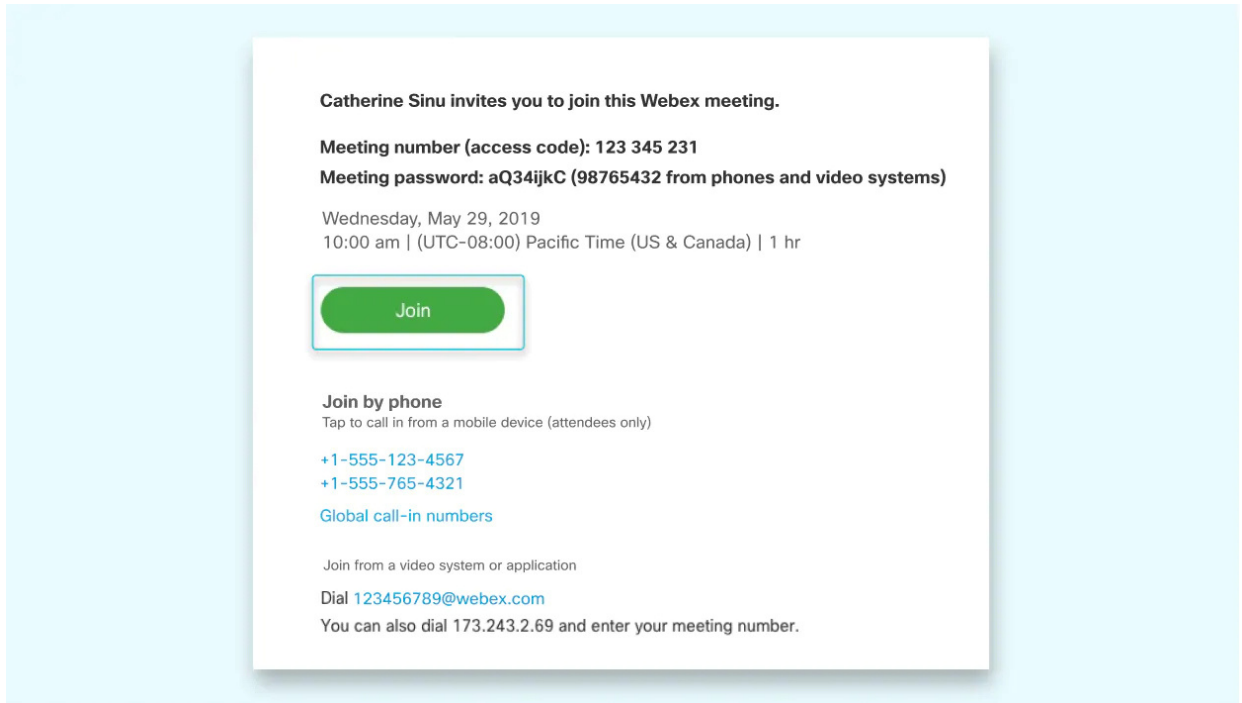 Catherine Sinu invites you to join this Webex meeting.
Meeting number (access code): 123 345 231
Meeting password: aQ34ijkC (98765432 from phones and video systems)
Wednesday, May 29, 2019
10:00 am | (UTC-08:00) Pacific Time (US & Canada) | 1 hr
Join
Join by phone
Tap to call in from a mobile device (attendees only)
+1-555-123-4567
+1-555-765-4321
Global call-in numbers
Join from a video system or application
Dial 123456789@webex.com
You can also dial 173.243.2.69 and enter your meeting number.